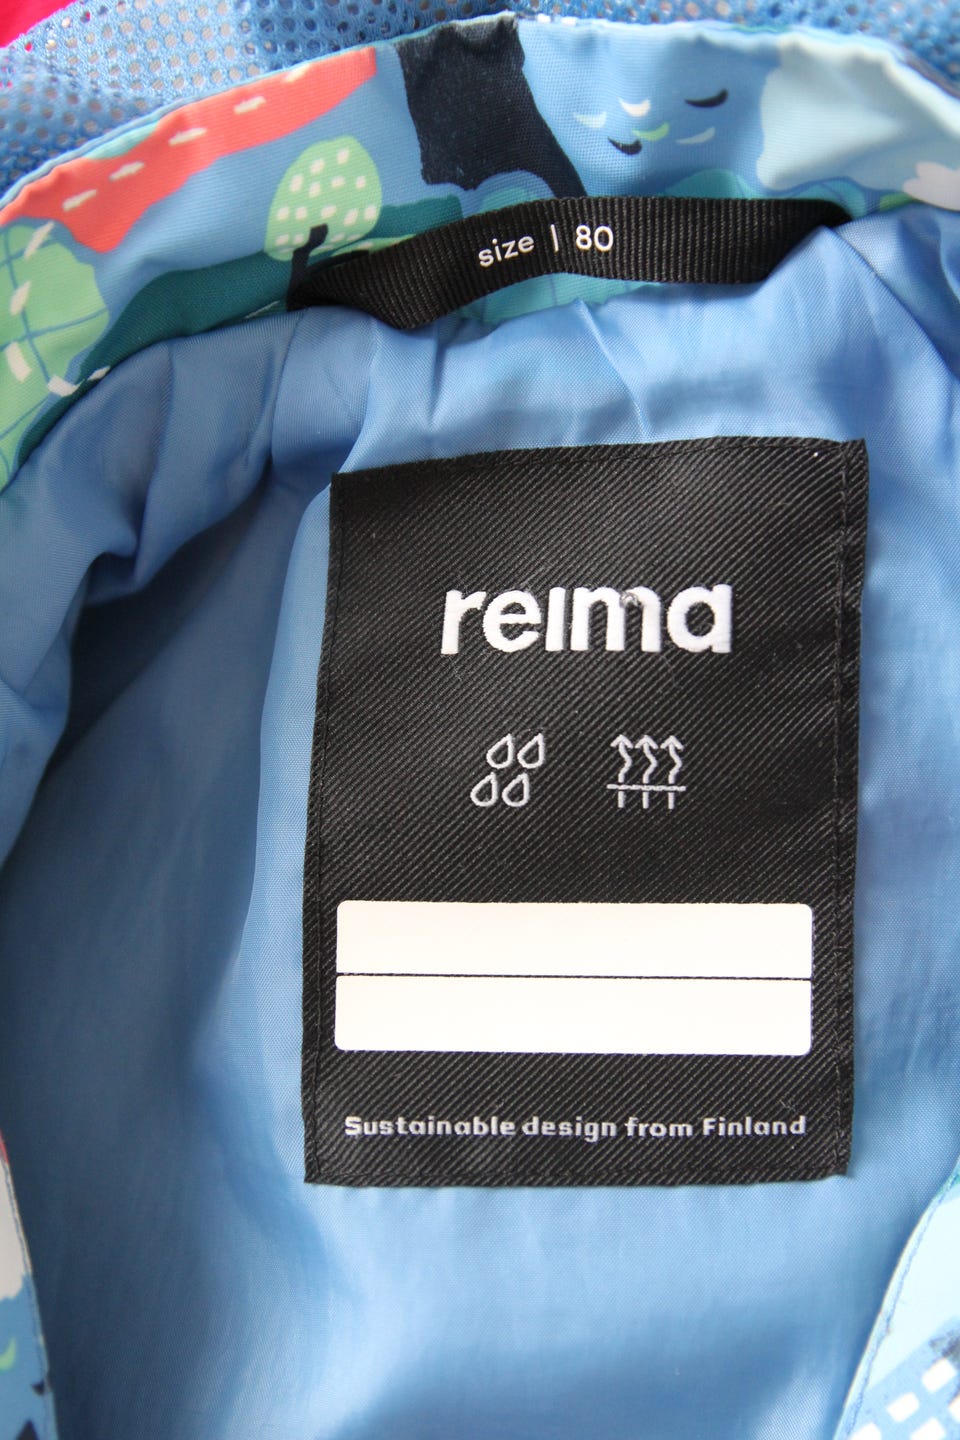 size | 80
reima
Sustainable design from Finland